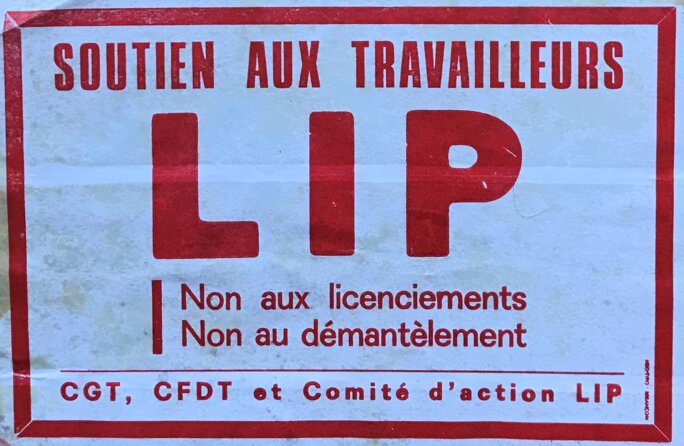 SOUTIEN AUX TRAVAILLEURS
LIP
Non aux licenciements
Non au démantèlement
CGT, CFDT et Comité d'action LIP